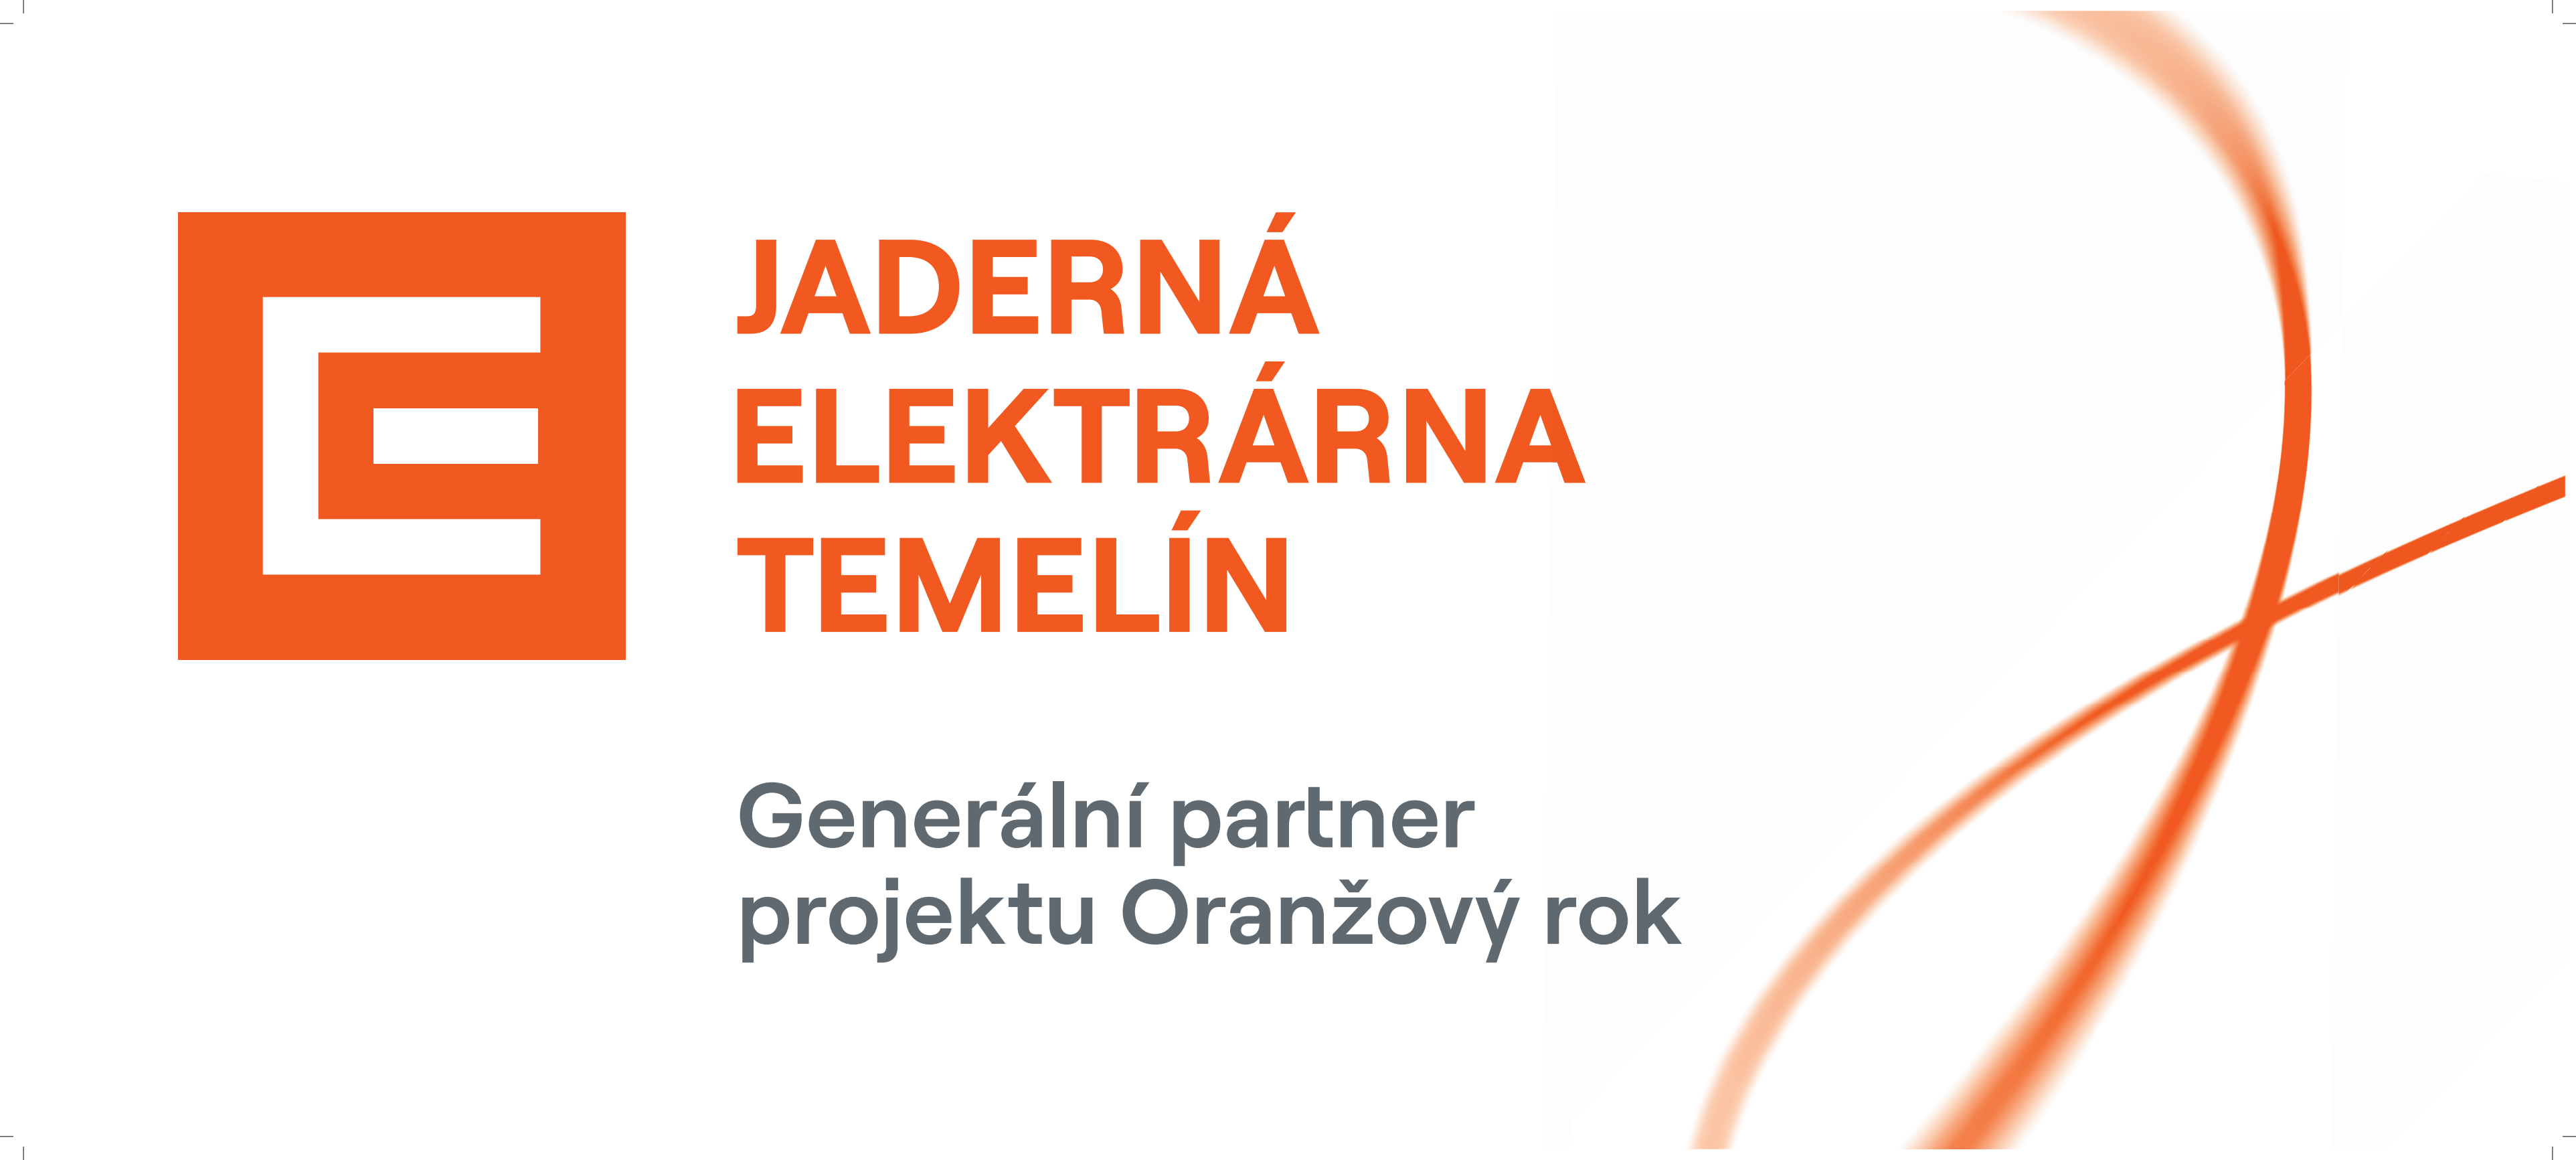 JADERNÁ
ELEKTRÁRNA
TEMELÍN
Generální partner
projektu Oranžový rok